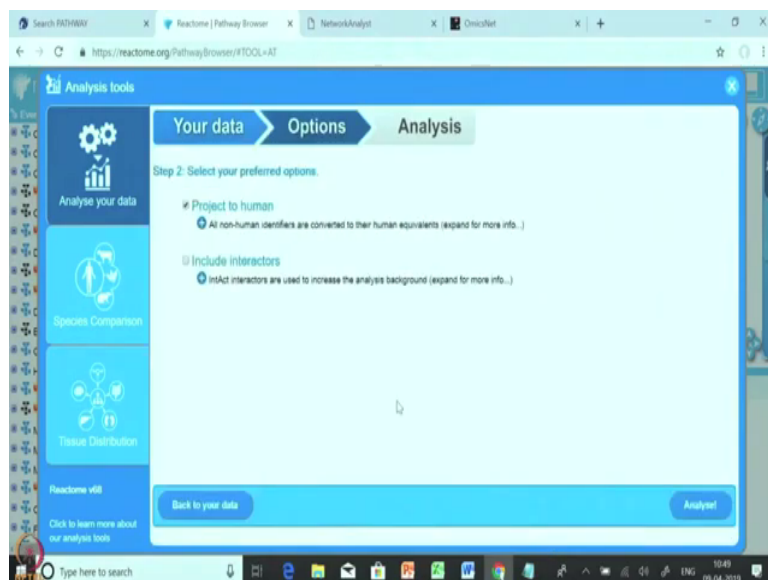 Search PATHWAY
Reactome | Pathway Browser
NetworkAnalyst
OmicsNet
https://reactome.org/PathwayBrowser/#TOOL=AT
Analysis tools
Your data
Options
Analysis
Step 2: Select your preferred options.
Analyse your data
Project to human
All non-human identifiers are converted to their human equivalents (expand for more info...)
Include interactors
IntAct interactors are used to increase the analysis background (expand for more info...)
Species Comparison
Tissue Distribution
Reactome v68
Click to learn more about
our analysis tools
Back to your data
Analyse!
Type here to search
ENG
10:49
09-04-2019